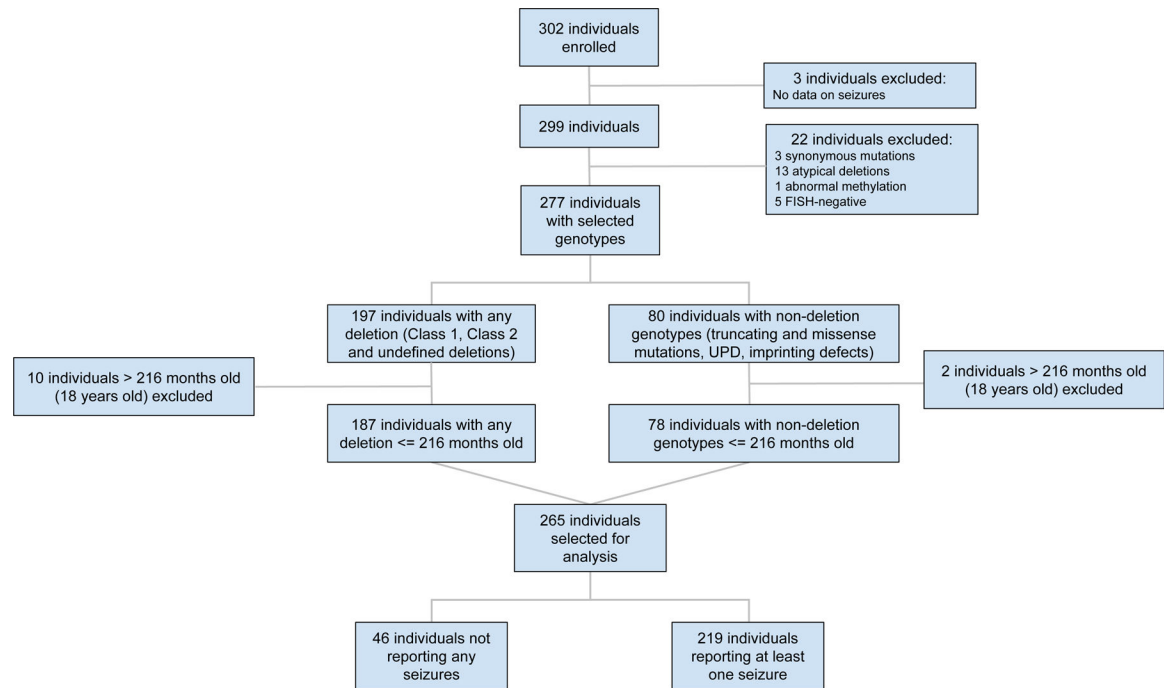 302 individuals
enrolled
3 individuals excluded:
No data on seizures
299 individuals
22 individuals excluded:
3 synonymous mutations
13 atypical deletions
1 abnormal methylation
5 FISH-negative
277 individuals
with selected
genotypes
197 individuals with any
deletion (Class 1, Class 2
and undefined deletions)
80 individuals with non-deletion
genotypes (truncating and missense
mutations, UPD, imprinting defects)
10 individuals > 216 months old
(18 years old) excluded
2 individuals > 216 months old
(18 years old) excluded
187 individuals with any
deletion <= 216 months old
78 individuals with non-deletion
genotypes <= 216 months old
265 individuals
selected for
analysis
46 individuals not
reporting any
seizures
219 individuals
reporting at least
one seizure